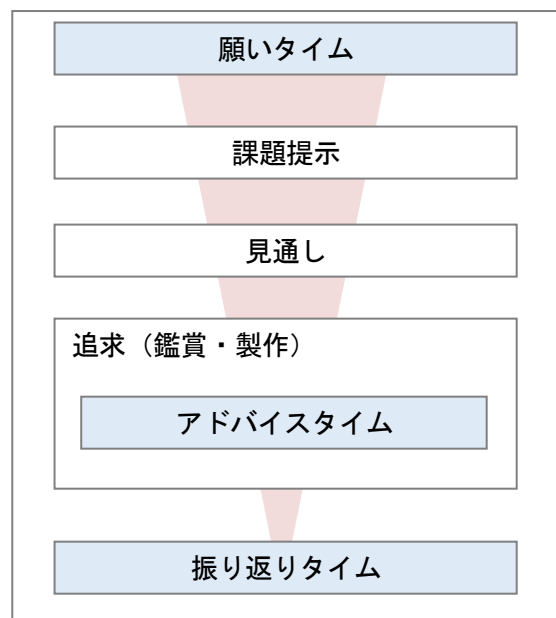 願いタイム
課題提示
見通し
追求（鑑賞・製作）
アドバイスタイム
振り返りタイム